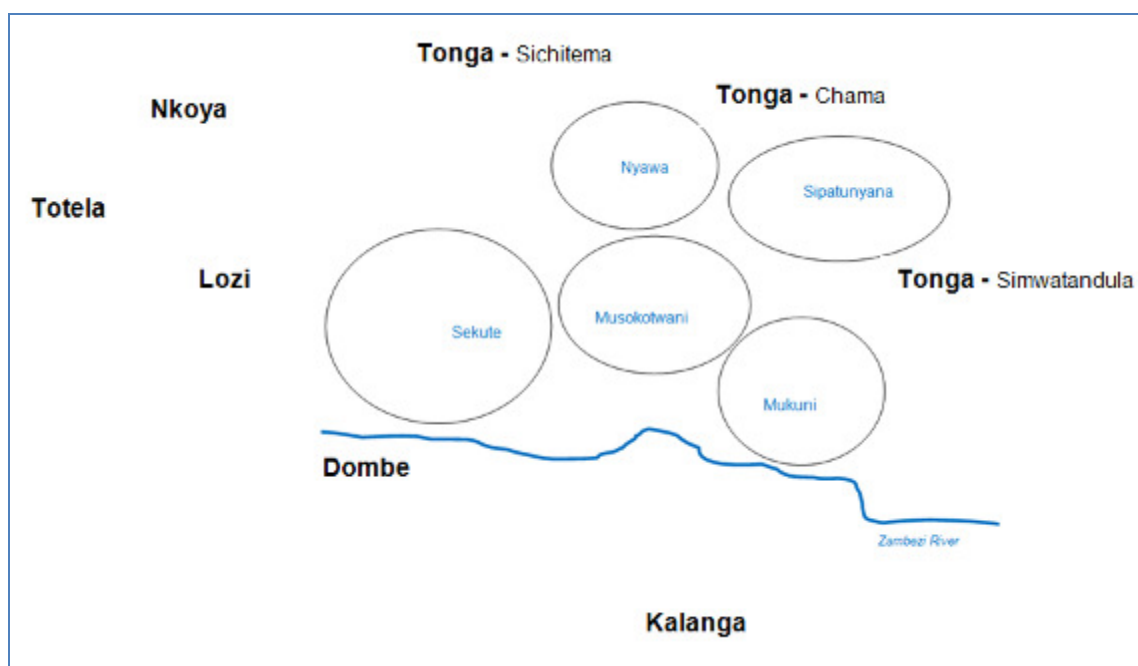 Tonga - Sichitema
Tonga - Chama
Nkoya
Nyawa
Sipatunyana
Totela
Lozi
Tonga - Simwatandula
Musokotwani
Sekute
Mukuni
Dombe
Zambezi River
Kalanga